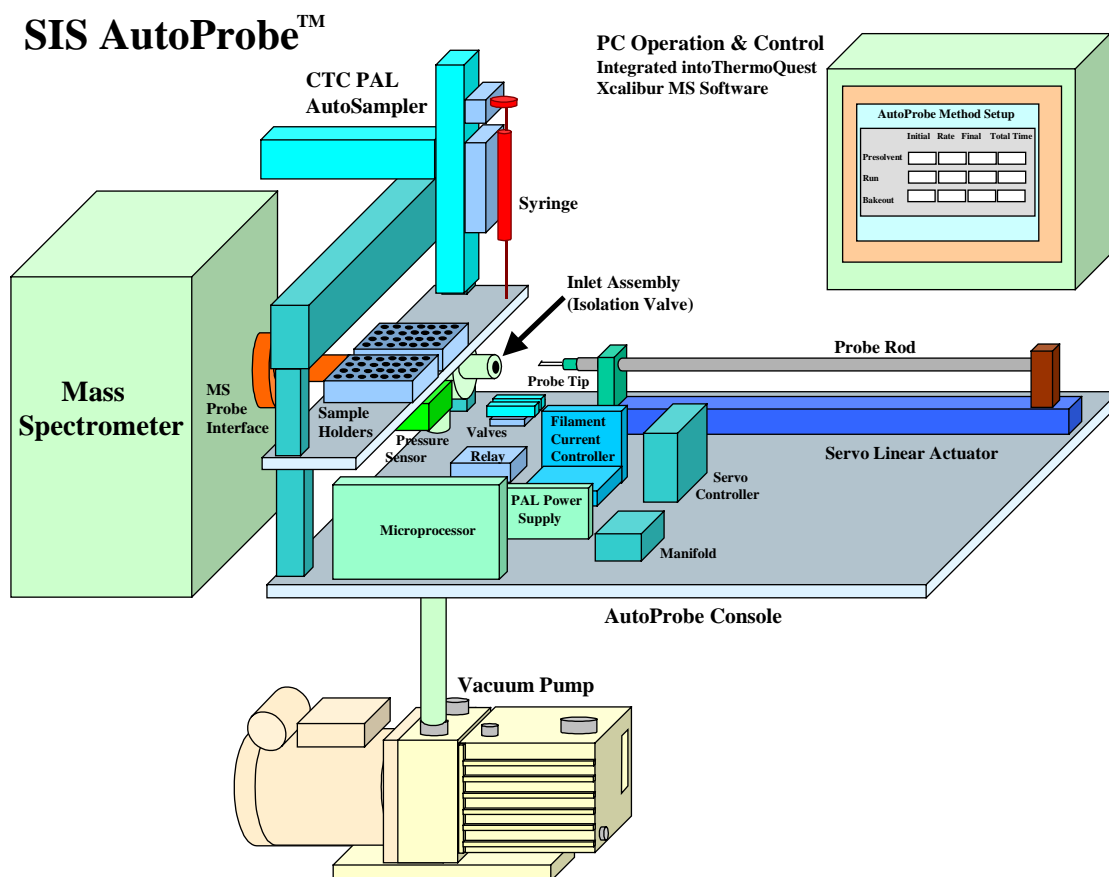 SIS AutoProbe™
PC Operation & Control
Integrated intoThermoQuest
Xcalibur MS Software
CTC PAL
AutoSampler
AutoProbe Method Setup
Initial Rate Final Total Time
Presolvent
Run
Bakeout
Syringe
Inlet Assembly
(Isolation Valve)
Probe Rod
Probe Tip
Mass
Spectrometer
MS
Probe
Interface
Sample
Holders
Pressure
Sensor
Valves
Filament
Current
Controller
Relay
Servo Linear Actuator
Servo
Controller
PAL Power
Supply
Microprocessor
Manifold
AutoProbe Console
Vacuum Pump